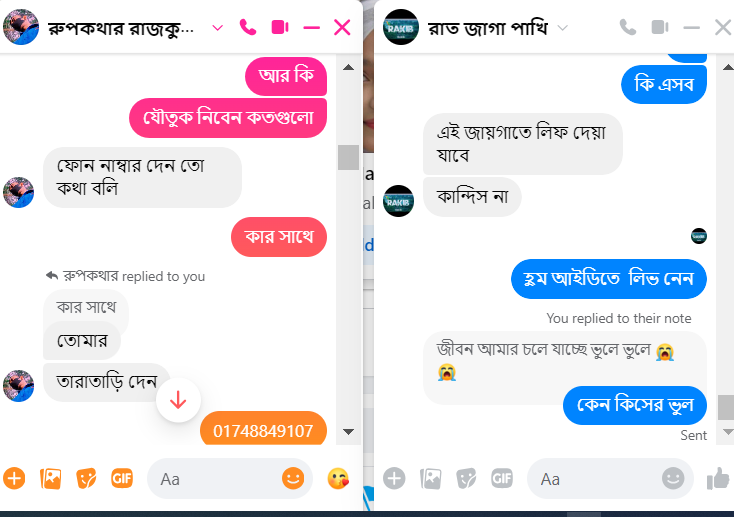 রুপকথার রাজকু...
আর কি
যৌতুক নিবেন কতগুলো
ফোন নাম্বার দেন তো
কথা বলি
কার সাথে
রুপকথার replied to you
কার সাথে
তোমার
তারাতাড়ি দেন
01748849107
GIF
Aa
রাত জাগা পাখি
কি এসব
এই জায়গাতে লিফ দেয়া
যাবে
কান্দিস না
হুম আইডিতে লিভ নেন
You replied to their note
জীবন আমার চলে যাচ্ছে ভুলে ভুলে 😭
😭
কেন কিসের ভুল
Sent
GIF
Aa